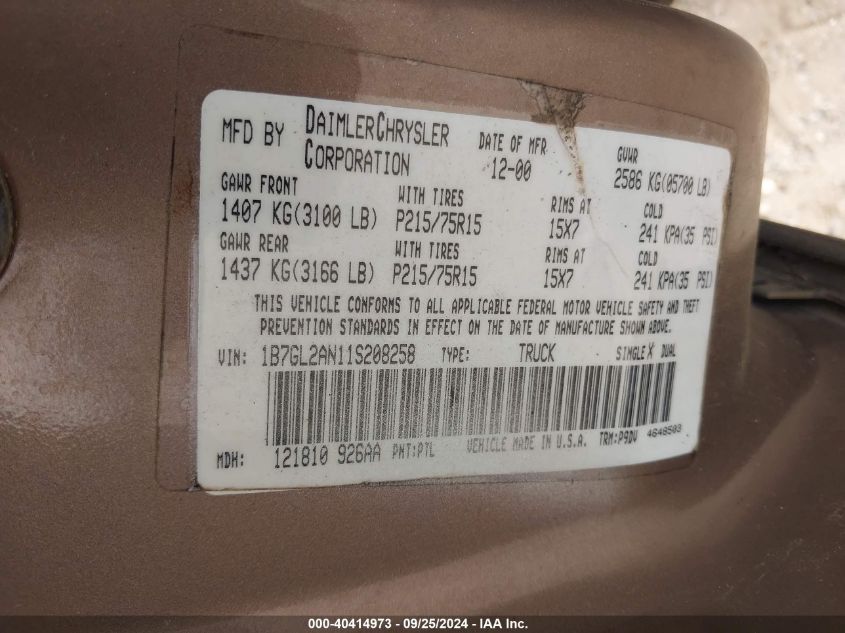 MFD BY DAIMLERCHRYSLER CORPORATION DATE OF MFR 12-00 GVWR 2586 KG(05700 LB)
GAWR FRONT WITH TIRES RIMS AT COLD
1407 KG(3100 LB) P215/75R15 15X7 241 KPA(35 PSI)
GAWR REAR WITH TIRES RIMS AT COLD
1437 KG(3166 LB) P215/75R15 15X7 241 KPA(35 PSI)
THIS VEHICLE CONFORMS TO ALL APPLICABLE FEDERAL MOTOR VEHICLE SAFETY AND THEFT
PREVENTION STANDARDS IN EFFECT ON THE DATE OF MANUFACTURE SHOWN ABOVE.
VIN: 1B7GL2AN11S208258 TYPE: TRUCK SINGLE X DUAL
MDH: 121810 926AA PNT:PTL VEHICLE MADE IN U.S.A. TRM:P9DV 4648503
000-40414973 - 09/25/2024 - IAA Inc.